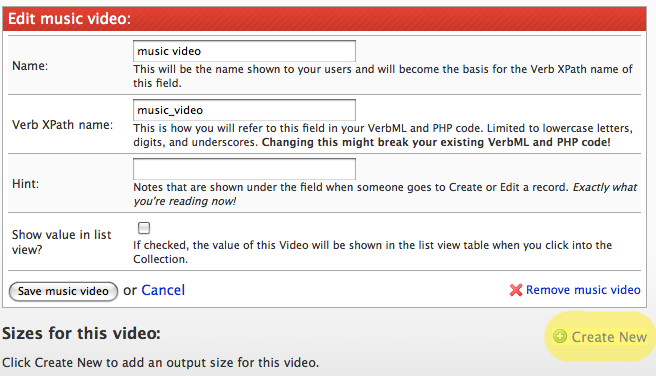 Edit music video:
Name:
music video
This will be the name shown to your users and will become the basis for the Verb XPath name of
this field.
Verb XPath name:
music_video
This is how you will refer to this field in your VerbML and PHP code. Limited to lowercase letters,
digits, and underscores. Changing this might break your existing VerbML and PHP code!
Hint:
Notes that are shown under the field when someone goes to Create or Edit a record. Exactly what
you're reading now!
Show value in list
view?
If checked, the value of this Video will be shown in the list view table when you click into the
Collection.
Save music video or Cancel
Remove music video
Sizes for this video:
Create New
Click Create New to add an output size for this video.